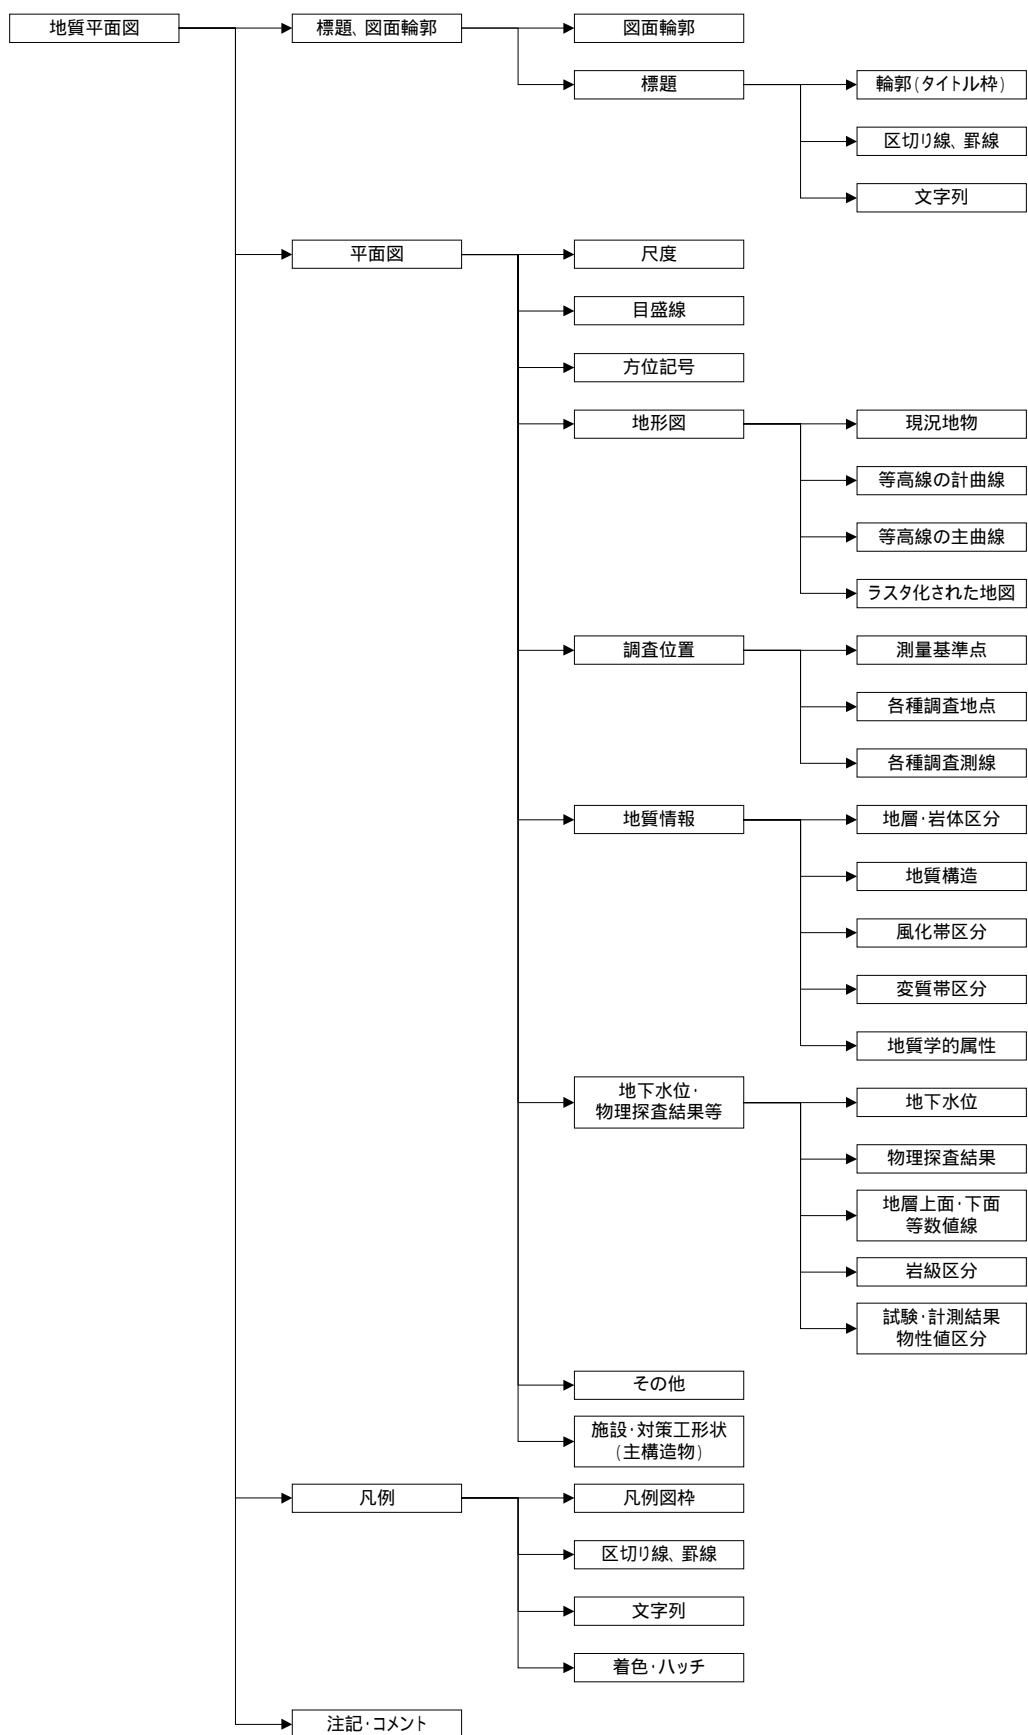 地質平面図
標題、図面輪郭
図面輪郭
標題
輪郭(タイトル枠)
区切り線、罫線
文字列
平面図
尺度
目盛線
方位記号
地形図
現況地物
等高線の計曲線
等高線の主曲線
ラスタ化された地図
調査位置
測量基準点
各種調査地点
各種調査測線
地質情報
地層・岩体区分
地質構造
風化帯区分
変質帯区分
地質学的属性
地下水位・
物理探査結果等
地下水位
物理探査結果
地層上面・下面
等数値線
岩級区分
試験・計測結果
物性値区分
その他
施設・対策工形状
(主構造物)
凡例
凡例図枠
区切り線、罫線
文字列
着色・ハッチ
注記・コメント